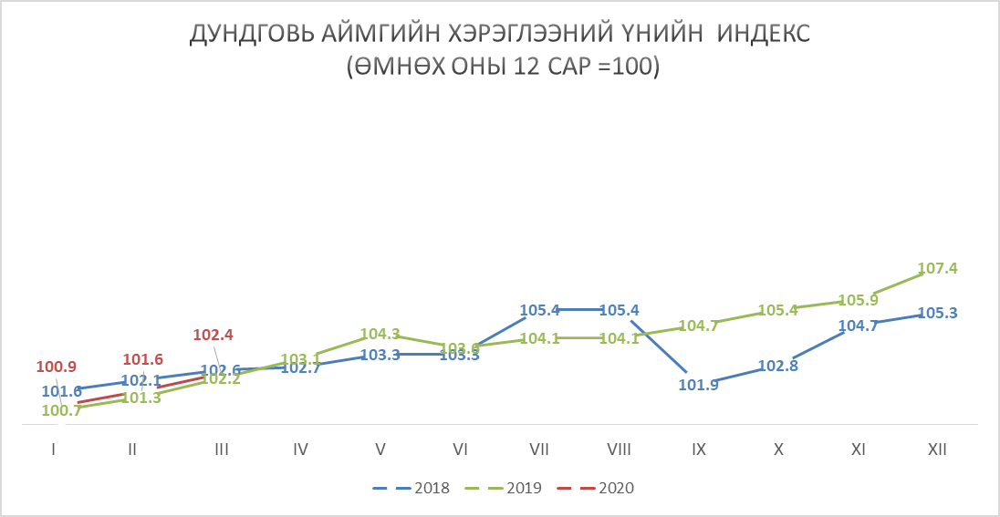 ДУНДГОВЬ АЙМГИЙН ХЭРЭГЛЭЭНИЙ ҮНИЙН ИНДЕКС
(ӨМНӨХ ОНЫ 12 САР =100)
107.4
105.4 105.4 104.7 105.4 105.9
104.7 105.3
102.4 104.3 104.1 104.1
100.9 101.6 103.1 103.3 103.6 103.3
101.6 102.1 102.6 102.7 101.9 102.8
100.7 101.3 102.2
I II III IV V VI VII VIII IX X XI XII
2018 2019 2020